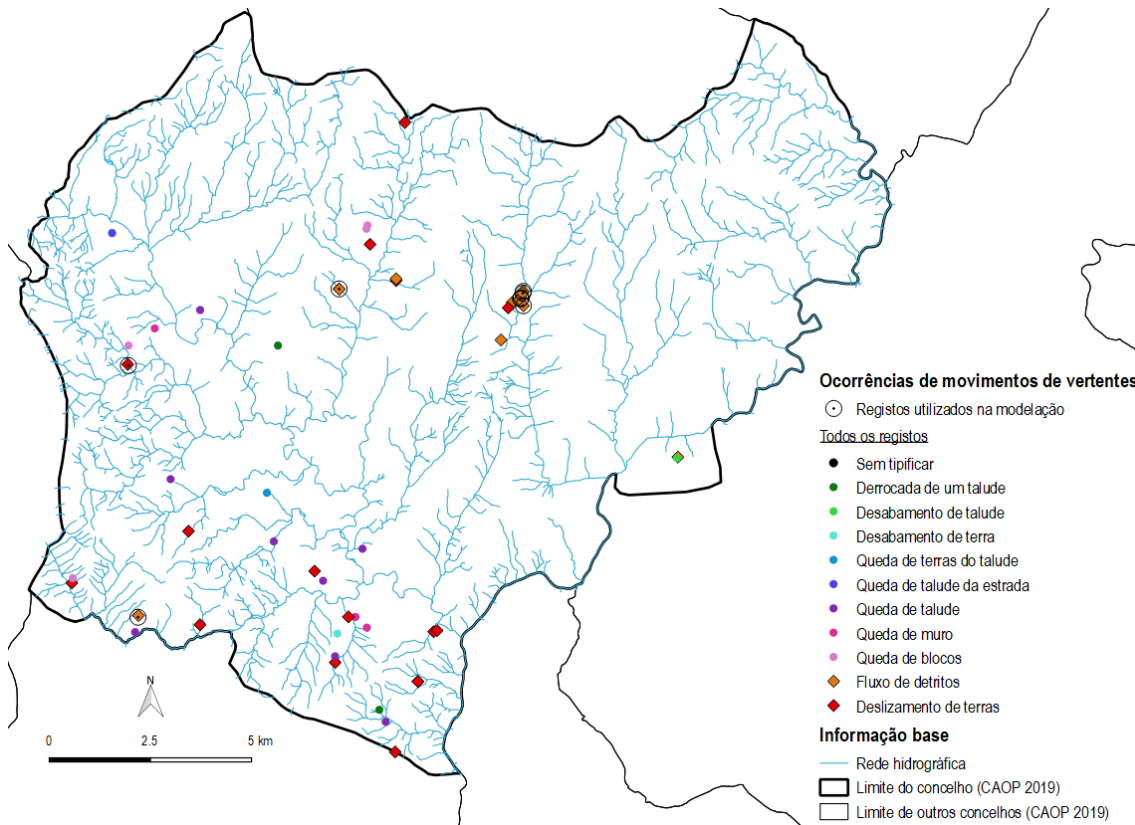 Ocorrências de movimentos de vertentes
Registos utilizados na modelação
Todos os registos
Sem tipificar
Derrocada de um talude
Desabamento de talude
Desabamento de terra
Queda de terras do talude
Queda de talude da estrada
Queda de talude
Queda de muro
Queda de blocos
Fluxo de detritos
Deslizamento de terras
Informação base
Rede hidrográfica
Limite do concelho (CAOP 2019)
Limite de outros concelhos (CAOP 2019)
N
0 2.5 5 km